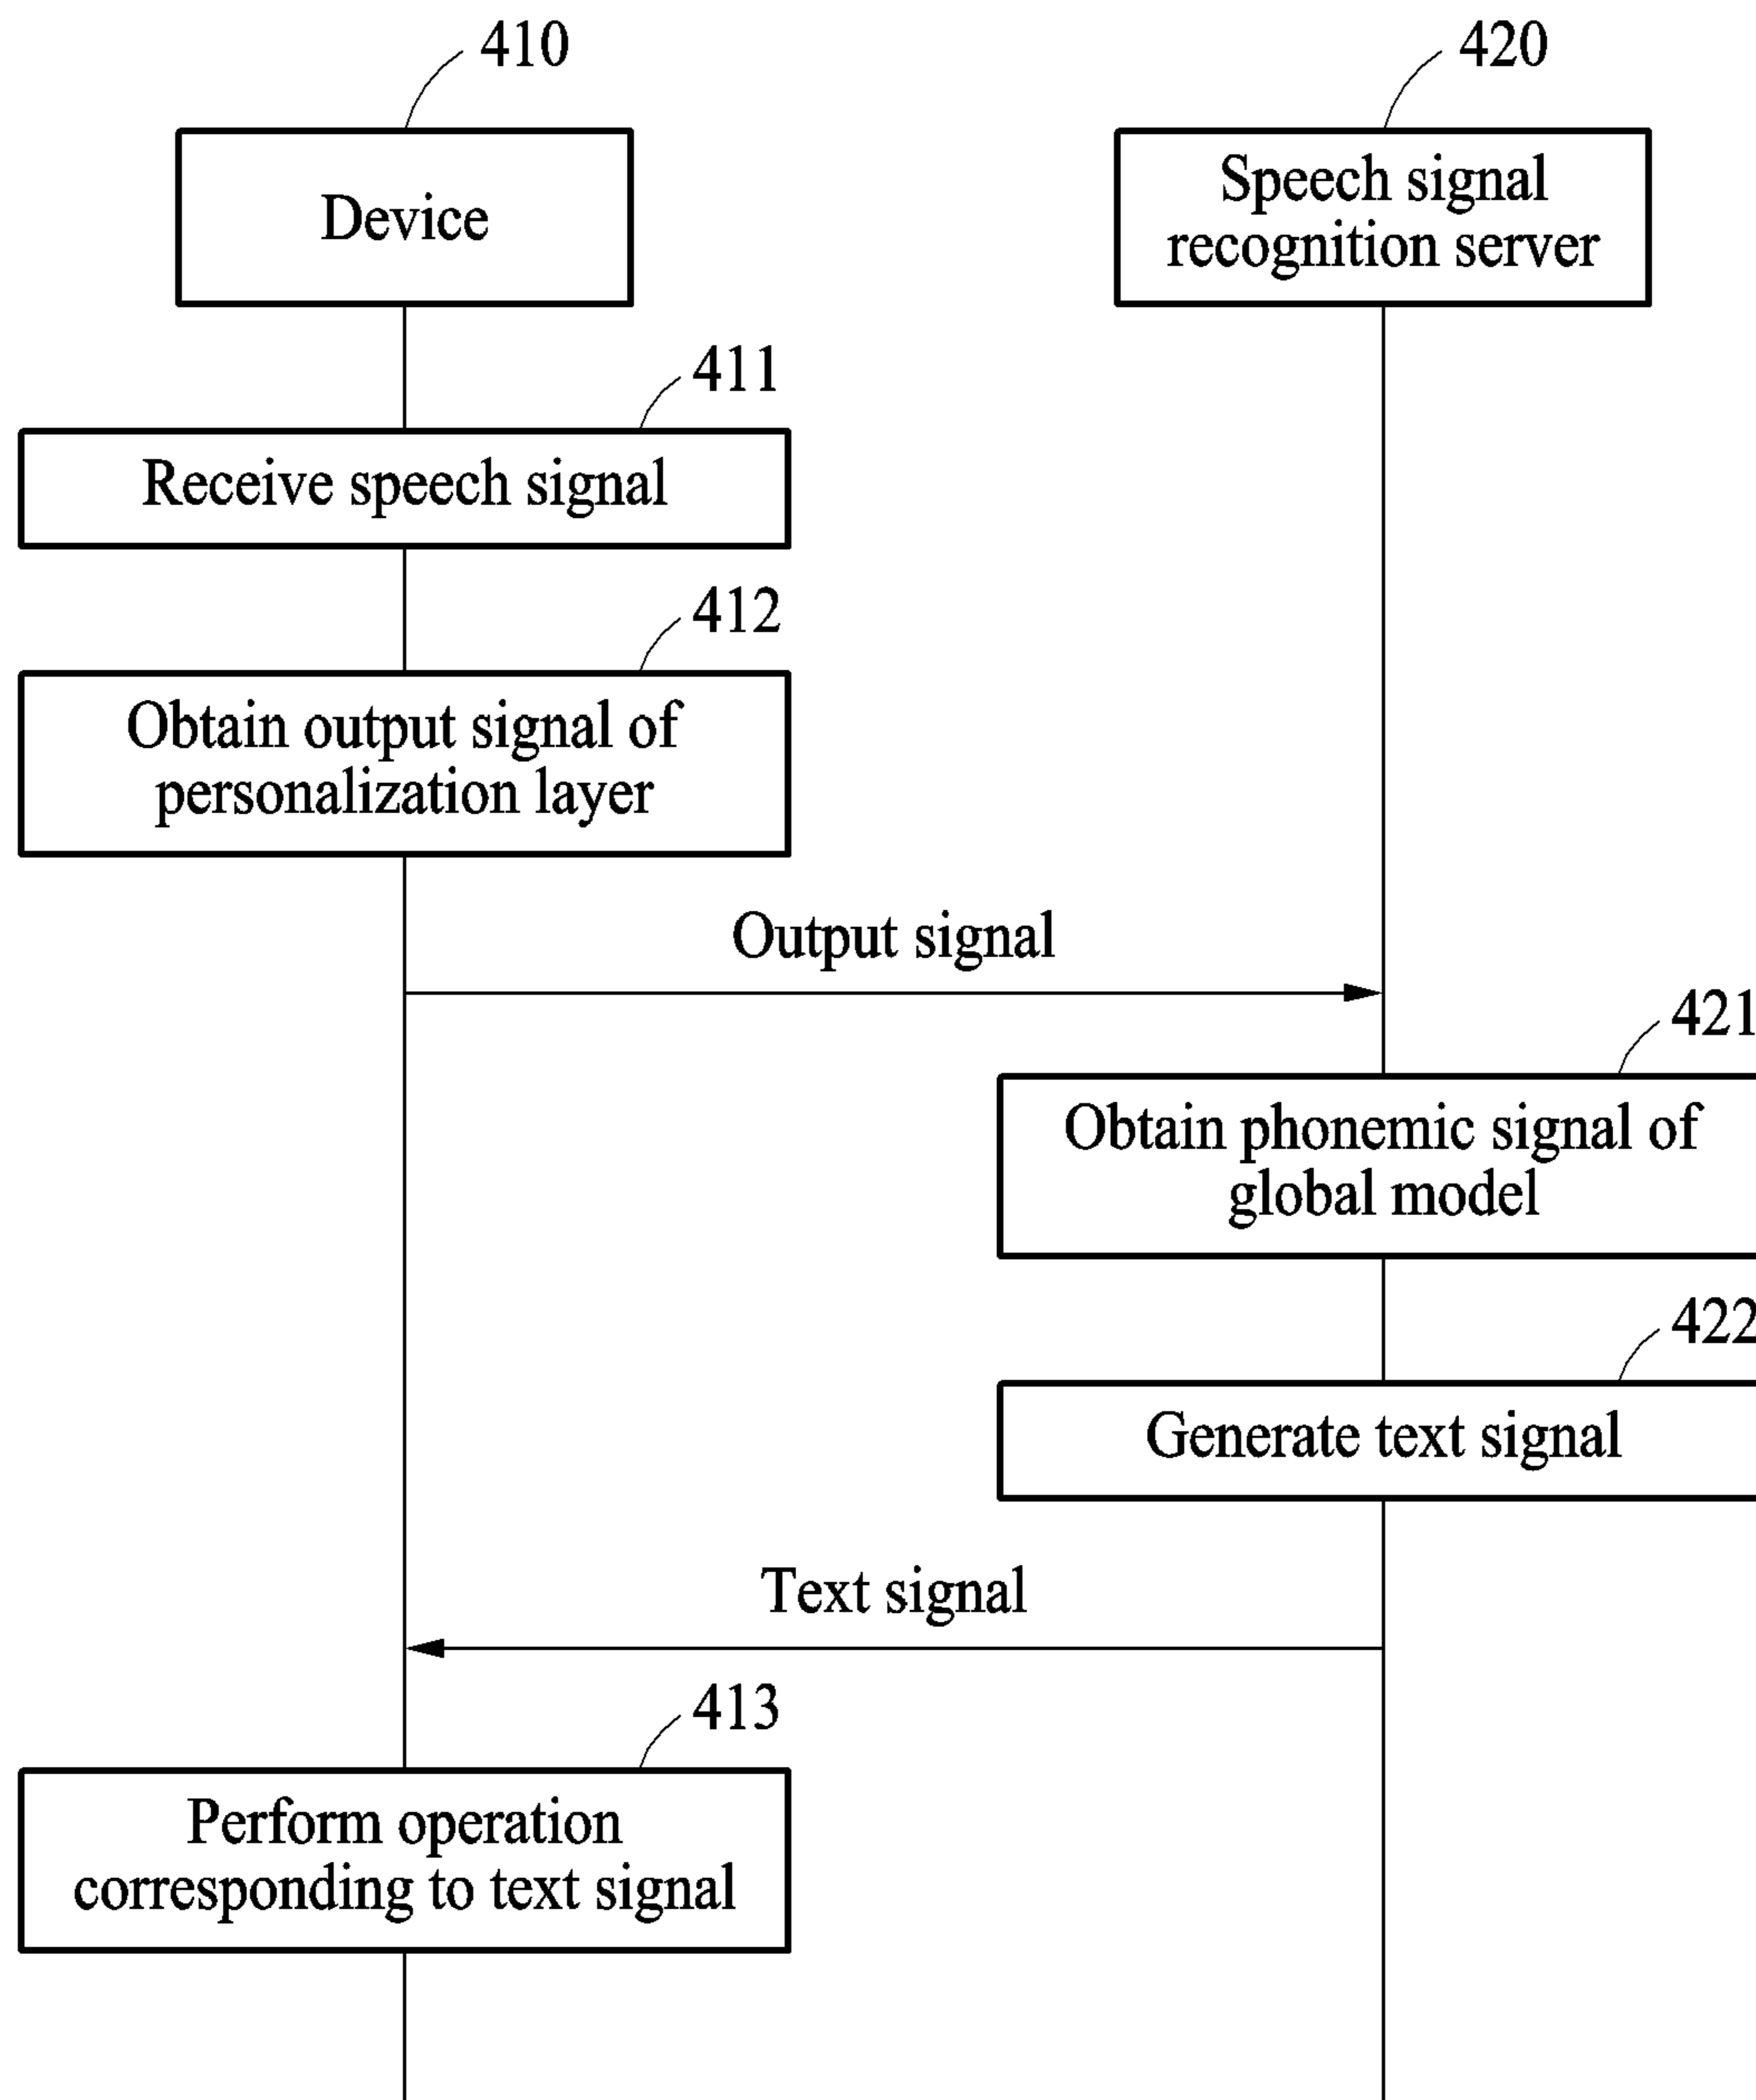 410
420
Device
Speech signal
recognition server
411
Receive speech signal
412
Obtain output signal of
personalization layer
Output signal
421
Obtain phonemic signal of
global model
422
Generate text signal
Text signal
413
Perform operation
corresponding to text signal